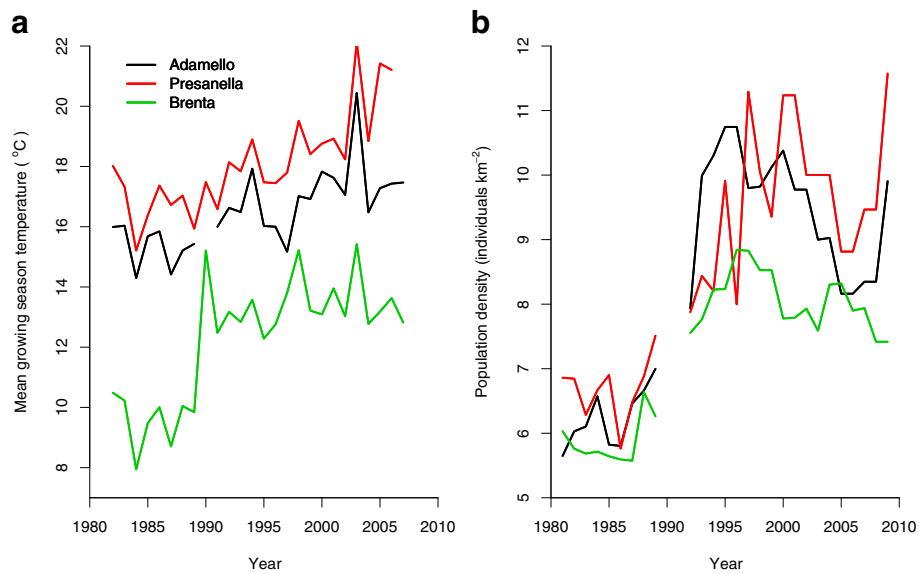 a
Mean growing season temperature ( °C)
22
20
18
16
14
12
10
8
Adamello
Presanella
Brenta
1980 1985 1990 1995 2000 2005 2010
Year
b
Population density (individuals km−2)
12
11
10
9
8
7
6
5
1980 1985 1990 1995 2000 2005 2010
Year